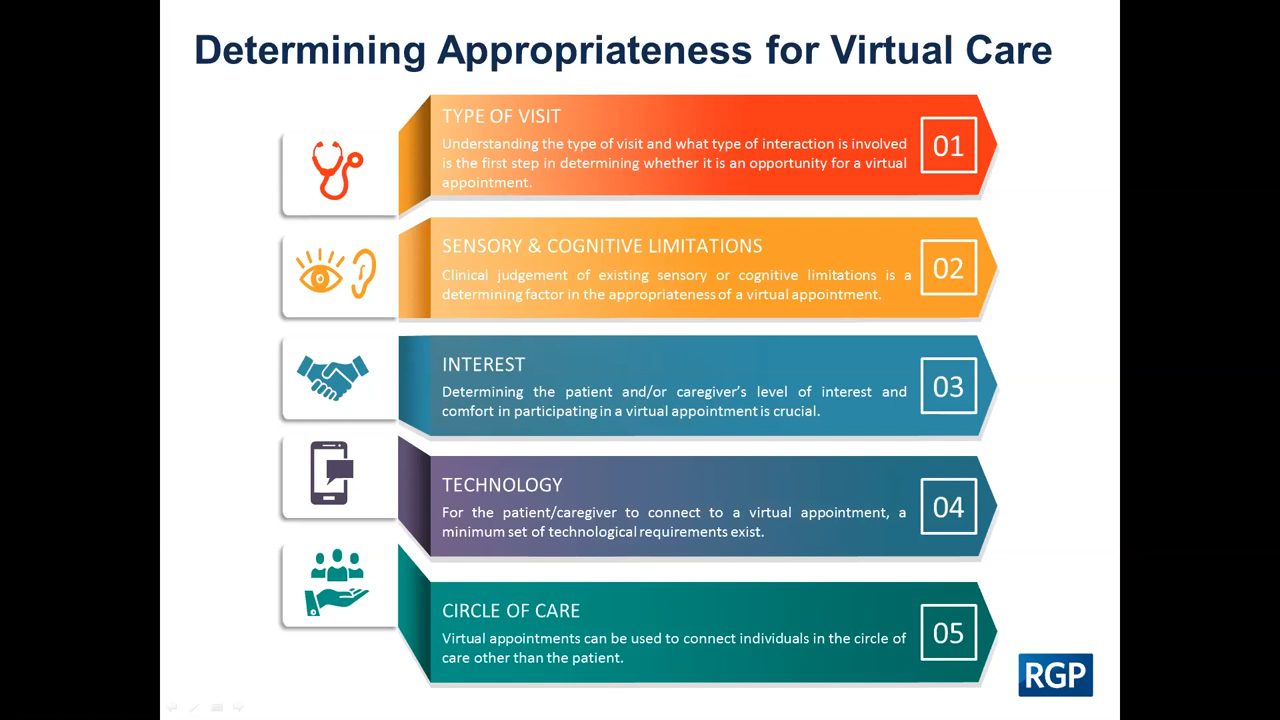 Determining Appropriateness for Virtual Care
TYPE OF VISIT
Understanding the type of visit and what type of interaction is involved
is the first step in determining whether it is an opportunity for a virtual
appointment.
01
SENSORY & COGNITIVE LIMITATIONS
Clinical judgement of existing sensory or cognitive limitations is a
determining factor in the appropriateness of a virtual appointment.
02
INTEREST
Determining the patient and/or caregiver’s level of interest and
comfort in participating in a virtual appointment is crucial.
03
TECHNOLOGY
For the patient/caregiver to connect to a virtual appointment, a
minimum set of technological requirements exist.
04
CIRCLE OF CARE
Virtual appointments can be used to connect individuals in the circle of
care other than the patient.
05
RGP